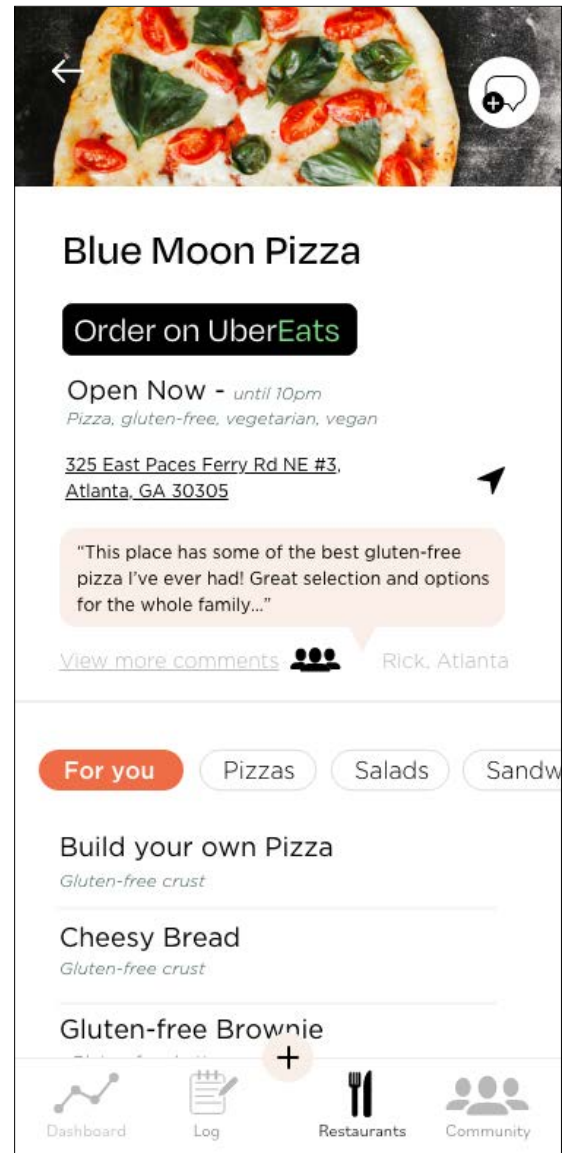 Blue Moon Pizza
Order on UberEats
Open Now - until 10pm
Pizza, gluten-free, vegetarian, vegan
325 East Paces Ferry Rd NE #3,
Atlanta, GA 30305
“This place has some of the best gluten-free
pizza I’ve ever had! Great selection and options
for the whole family...”
View more comments Rick, Atlanta
For you Pizzas Salads Sandw
Build your own Pizza
Gluten-free crust
Cheesy Bread
Gluten-free crust
Gluten-free Brownie
Dashboard Log Restaurants Community